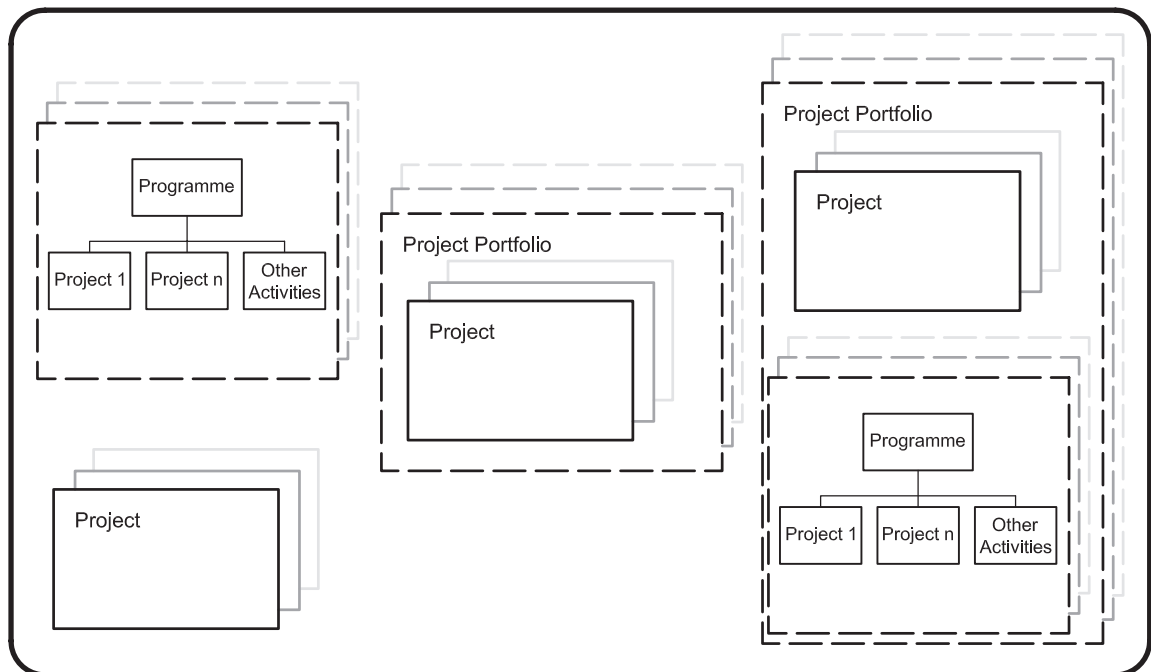 Programme
Project 1
Project n
Other
Activities
Project
Project Portfolio
Project
Project Portfolio
Project
Programme
Project 1
Project n
Other
Activities